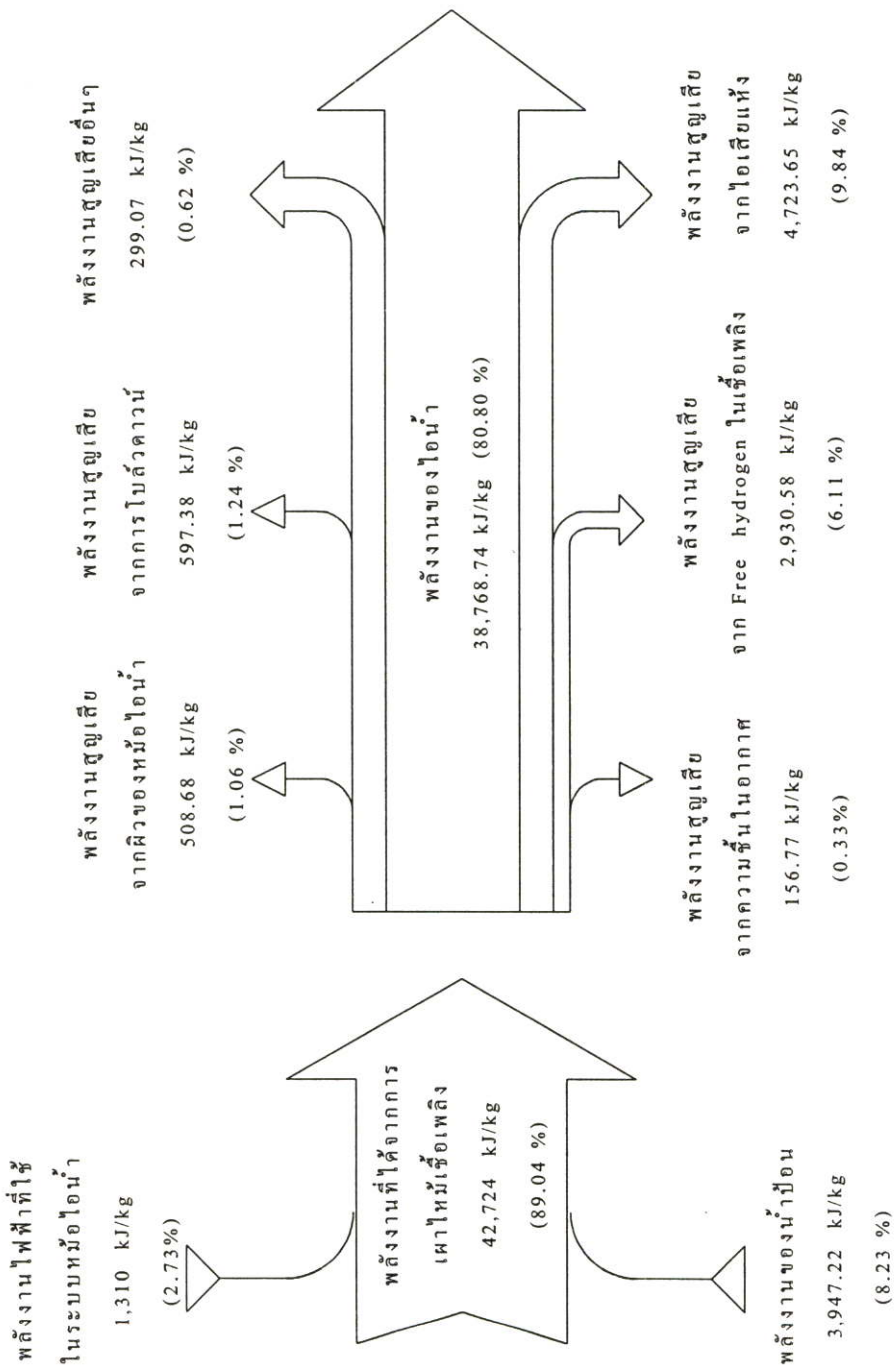 พลังงานไฟฟ้าที่ใช้
ในระบบหม้อไอน้ำ
1,310 kJ/kg
(2.73%)
พลังงานที่ได้จากการ
เผาไหม้เชื้อเพลิง
42,724 kJ/kg
(89.04 %)
พลังงานของน้ำป้อน
3,947.22 kJ/kg
(8.23 %)
พลังงานสูญเสีย
จากผิวของหม้อไอน้ำ
508.68 kJ/kg
(1.06 %)
พลังงานสูญเสีย
จากการโบล์วดาวน์
597.38 kJ/kg
(1.24 %)
พลังงานสูญเสียอื่นๆ
299.07 kJ/kg
(0.62 %)
พลังงานของไอน้ำ
38,768.74 kJ/kg (80.80 %)
พลังงานสูญเสีย
จากความชื้นในอากาศ
156.77 kJ/kg
(0.33%)
พลังงานสูญเสีย
จาก Free hydrogen ในเชื้อเพลิง
2,930.58 kJ/kg
(6.11 %)
พลังงานสูญเสีย
จากไอเสียแห้ง
4,723.65 kJ/kg
(9.84 %)